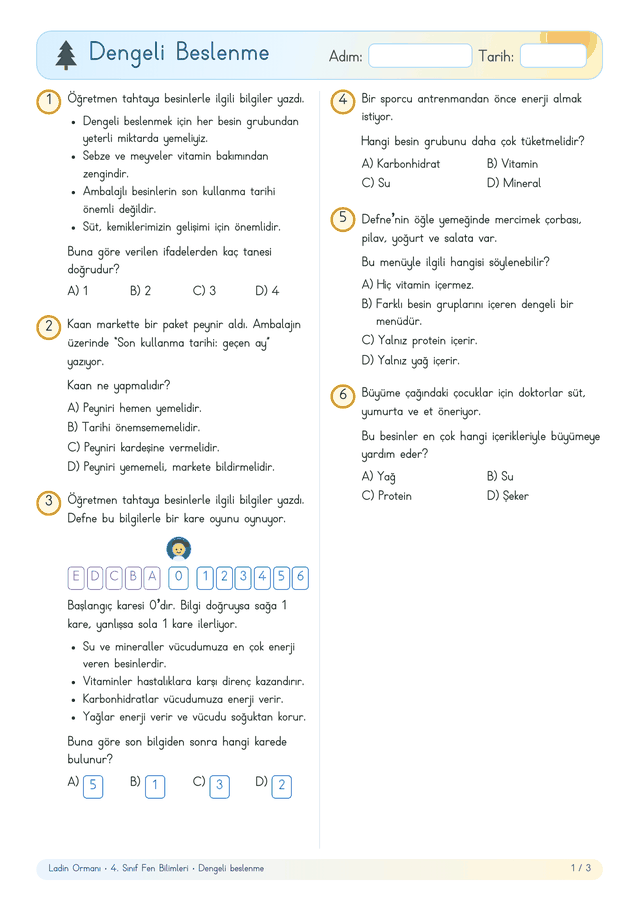 Dengeli Beslenme
Adım:
Tarih:
1
Öğretmen tahtaya besinlerle ilgili bilgiler yazdı.
• Dengeli beslenmek için her besin grubundan
yeterli miktarda yemeliyiz.
• Sebze ve meyveler vitamin bakımından
zengindir.
• Ambalajlı besinlerin son kullanma tarihi
önemli değildir.
• Süt, kemiklerimizin gelişimi için önemlidir.
Buna göre verilen ifadelerden kaç tanesi
doğrudur?
A) 1 B) 2 C) 3 D) 4
2
Kaan markette bir paket peynir aldı. Ambalajın
üzerinde "Son kullanma tarihi: geçen ay"
yazıyor.
Kaan ne yapmalıdır?
A) Peyniri hemen yemelidir.
B) Tarihi önemsememelidir.
C) Peyniri kardeşine vermelidir.
D) Peyniri yememeli, markete bildirmelidir.
3
Öğretmen tahtaya besinlerle ilgili bilgiler yazdı.
Defne bu bilgilerle bir kare oyunu oynuyor.
E D C B A 0 1 2 3 4 5 6
Başlangıç karesi 0'dır. Bilgi doğruysa sağa 1
kare, yanlışsa sola 1 kare ilerliyor.
• Su ve mineraller vücudumuza en çok enerji
veren besinlerdir.
• Vitaminler hastalıklara karşı direnç kazandırır.
• Karbonhidratlar vücudumuza enerji verir.
• Yağlar enerji verir ve vücudu soğuktan korur.
Buna göre son bilgiden sonra hangi karede
bulunur?
A) 5 B) 1 C) 3 D) 2
4
Bir sporcu antrenmandan önce enerji almak
istiyor.
Hangi besin grubunu daha çok tüketmelidir?
A) Karbonhidrat B) Vitamin
C) Su D) Mineral
5
Defne'nin öğle yemeğinde mercimek çorbası,
pilav, yoğurt ve salata var.
Bu menüyle ilgili hangisi söylenebilir?
A) Hiç vitamin içermez.
B) Farklı besin gruplarını içeren dengeli bir
menüdür.
C) Yalnız protein içerir.
D) Yalnız yağ içerir.
6
Büyüme çağındaki çocuklar için doktorlar süt,
yumurta ve et öneriyor.
Bu besinler en çok hangi içerikleriyle büyümeye
yardım eder?
A) Yağ B) Su
C) Protein D) Şeker
Ladin Ormanı • 4. Sınıf Fen Bilimleri • Dengeli beslenme
1 / 3